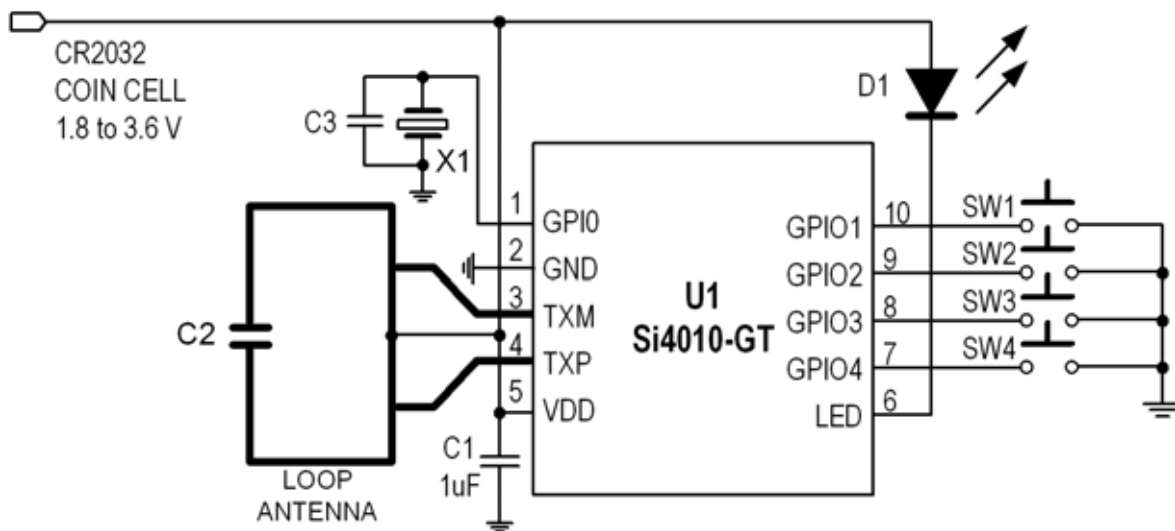 CR2032
COIN CELL
1.8 to 3.6 V
D1
C3
X1
1
GPI0
2
GND
3
TXM
4
TXP
5
VDD
U1
Si4010-GT
GPIO1
10
SW1
GPIO2
9
SW2
GPIO3
8
SW3
GPIO4
7
SW4
LED
6
C2
C1
1uF
LOOP
ANTENNA